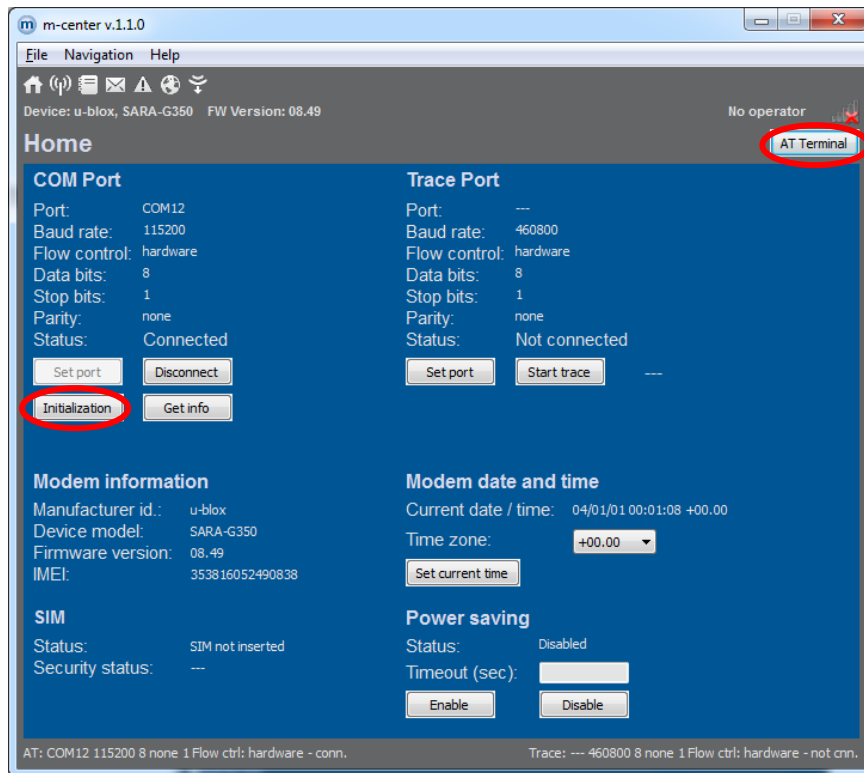 m-center v.1.1.0
File Navigation Help
Device: u-blox, SARA-G350 FW Version: 08.49
No operator
Home
AT Terminal
COM Port
Port: COM12
Baud rate: 115200
Flow control: hardware
Data bits: 8
Stop bits: 1
Parity: none
Status: Connected
Set port Disconnect
Initialization Get info
Trace Port
Port: ---
Baud rate: 460800
Flow control: hardware
Data bits: 8
Stop bits: 1
Parity: none
Status: Not connected
Set port Start trace ---
Modem information
Manufacturer id.: u-blox
Device model: SARA-G350
Firmware version: 08.49
IMEI: 353816052490838
Modem date and time
Current date / time: 04/01/01 00:01:08 +00.00
Time zone: +00.00
Set current time
SIM
Status: SIM not inserted
Security status: ---
Power saving
Status: Disabled
Timeout (sec):
Enable Disable
AT: COM12 115200 8 none 1 Flow ctrl: hardware - conn.
Trace: --- 460800 8 none 1 Flow ctrl: hardware - not cnn.